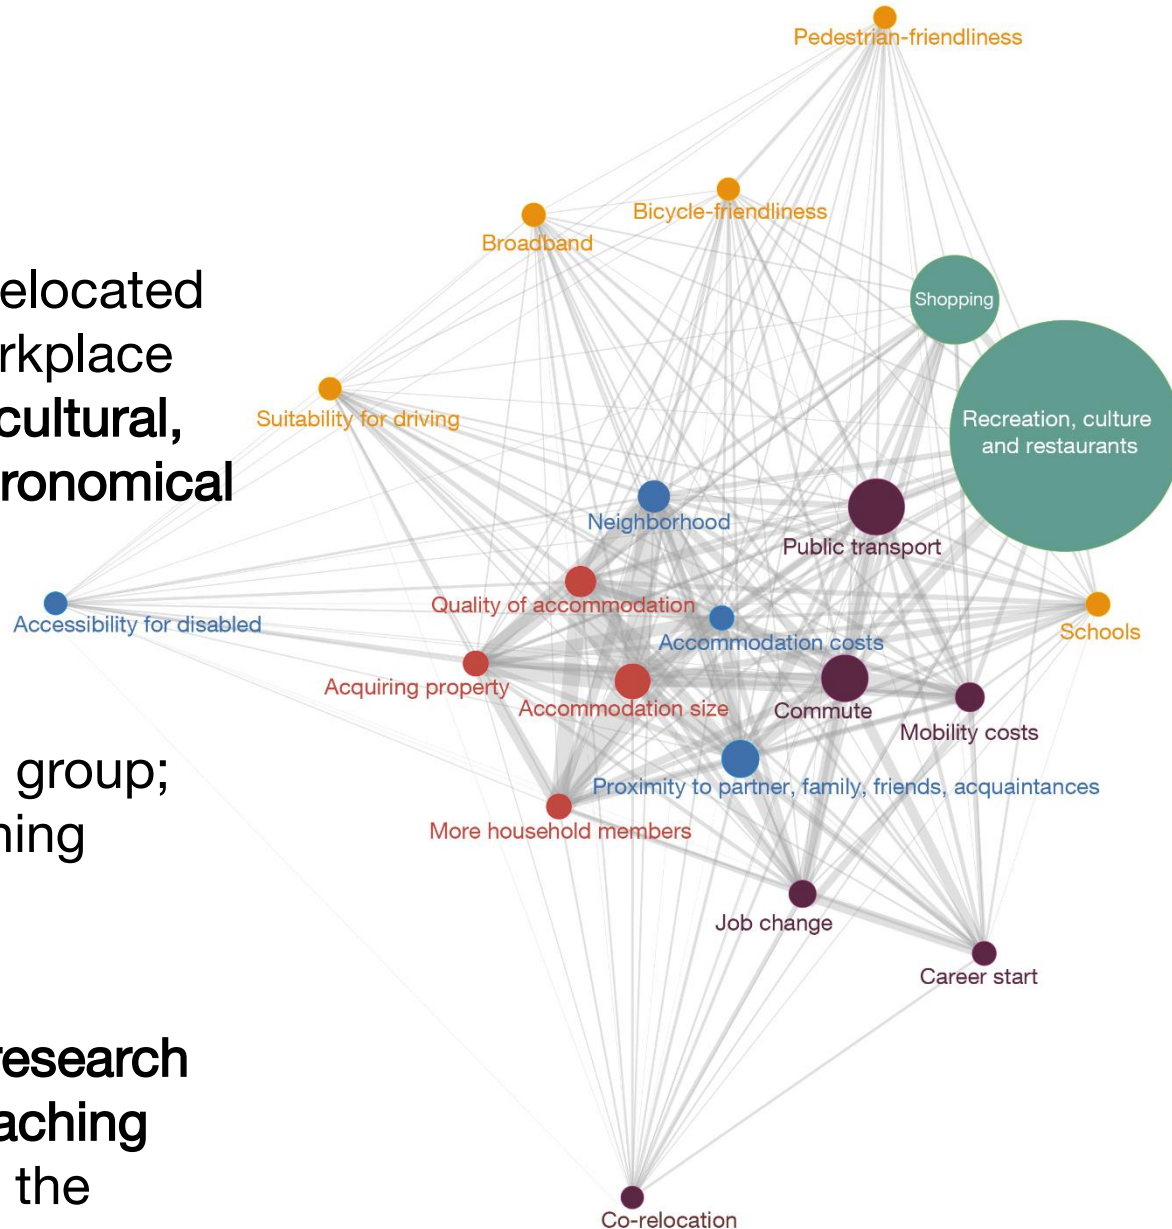 elocated
rkplace
cultural,
ronomical
group;
ning
research
aching
the
Pedestrian-friendliness
Bicycle-friendliness
Broadband
Shopping
Recreation, culture
and restaurants
Suitability for driving
Neighborhood
Public transport
Quality of accommodation
Accessibility for disabled
Accommodation costs
Schools
Acquiring property
Accommodation size
Commute
Mobility costs
Proximity to partner, family, friends, acquaintances
More household members
Job change
Career start
Co-relocation